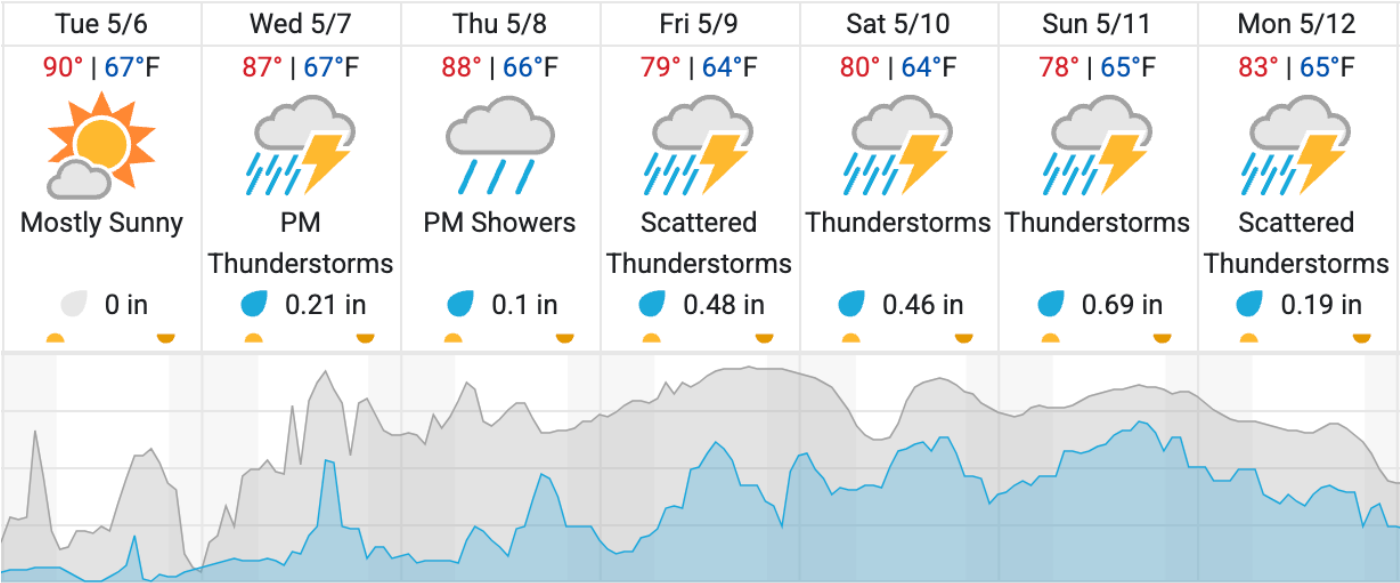 Tue 5/6
90° | 67°F
Mostly Sunny
0 in
Wed 5/7
87° | 67°F
PM
Thunderstorms
0.21 in
Thu 5/8
88° | 66°F
PM Showers
0.1 in
Fri 5/9
79° | 64°F
Scattered
Thunderstorms
0.48 in
Sat 5/10
80° | 64°F
Thunderstorms
0.46 in
Sun 5/11
78° | 65°F
Thunderstorms
0.69 in
Mon 5/12
83° | 65°F
Scattered
Thunderstorms
0.19 in